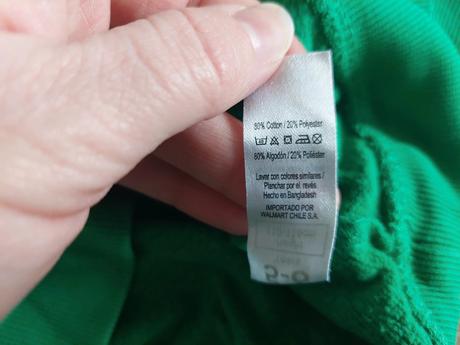 80% Cotton / 20% Polyester
80% Algodón / 20% Poliéster
Lavar con colores similares /
Planchar por el revés
Hecho en Bangladesh
IMPORTADO POR
WALMART CHILE S.A.